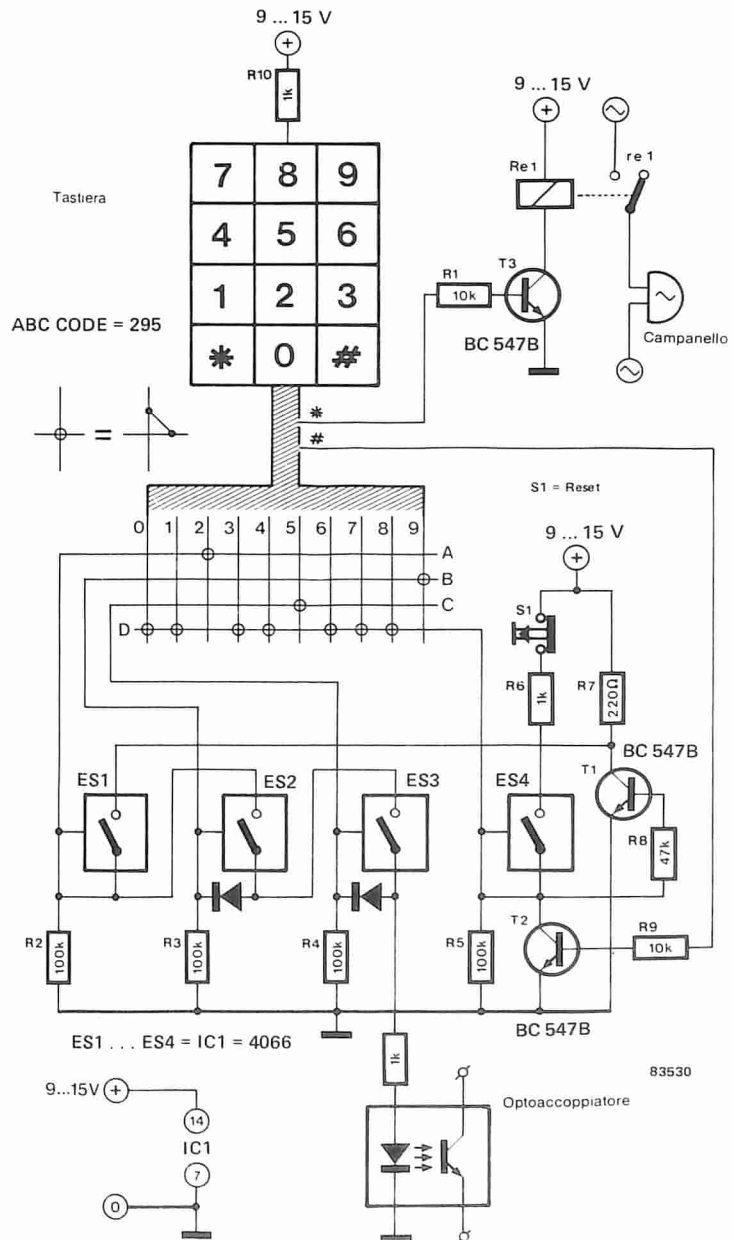 9 ... 15 V
+
R10
1k
Tastiera
7 8 9
4 5 6
1 2 3
* 0 #
ABC CODE = 295
=
9 ... 15 V
+
~
Re1
re1
T3
R1
10k
BC 547B
~
Campanello
~
*
#
S1 = Reset
0 1 2 3 4 5 6 7 8 9
A
B
C
D
9 ... 15 V
+
S1
R6
1k
R7
220Ω
BC 547B
T1
ES1
ES2
ES3
ES4
R8
47k
T2
R9
10k
R2
100k
R3
100k
R4
100k
R5
100k
BC 547B
ES1 ... ES4 = IC1 = 4066
1k
83530
9...15V +
14
IC1
7
0
Optoaccoppiatore